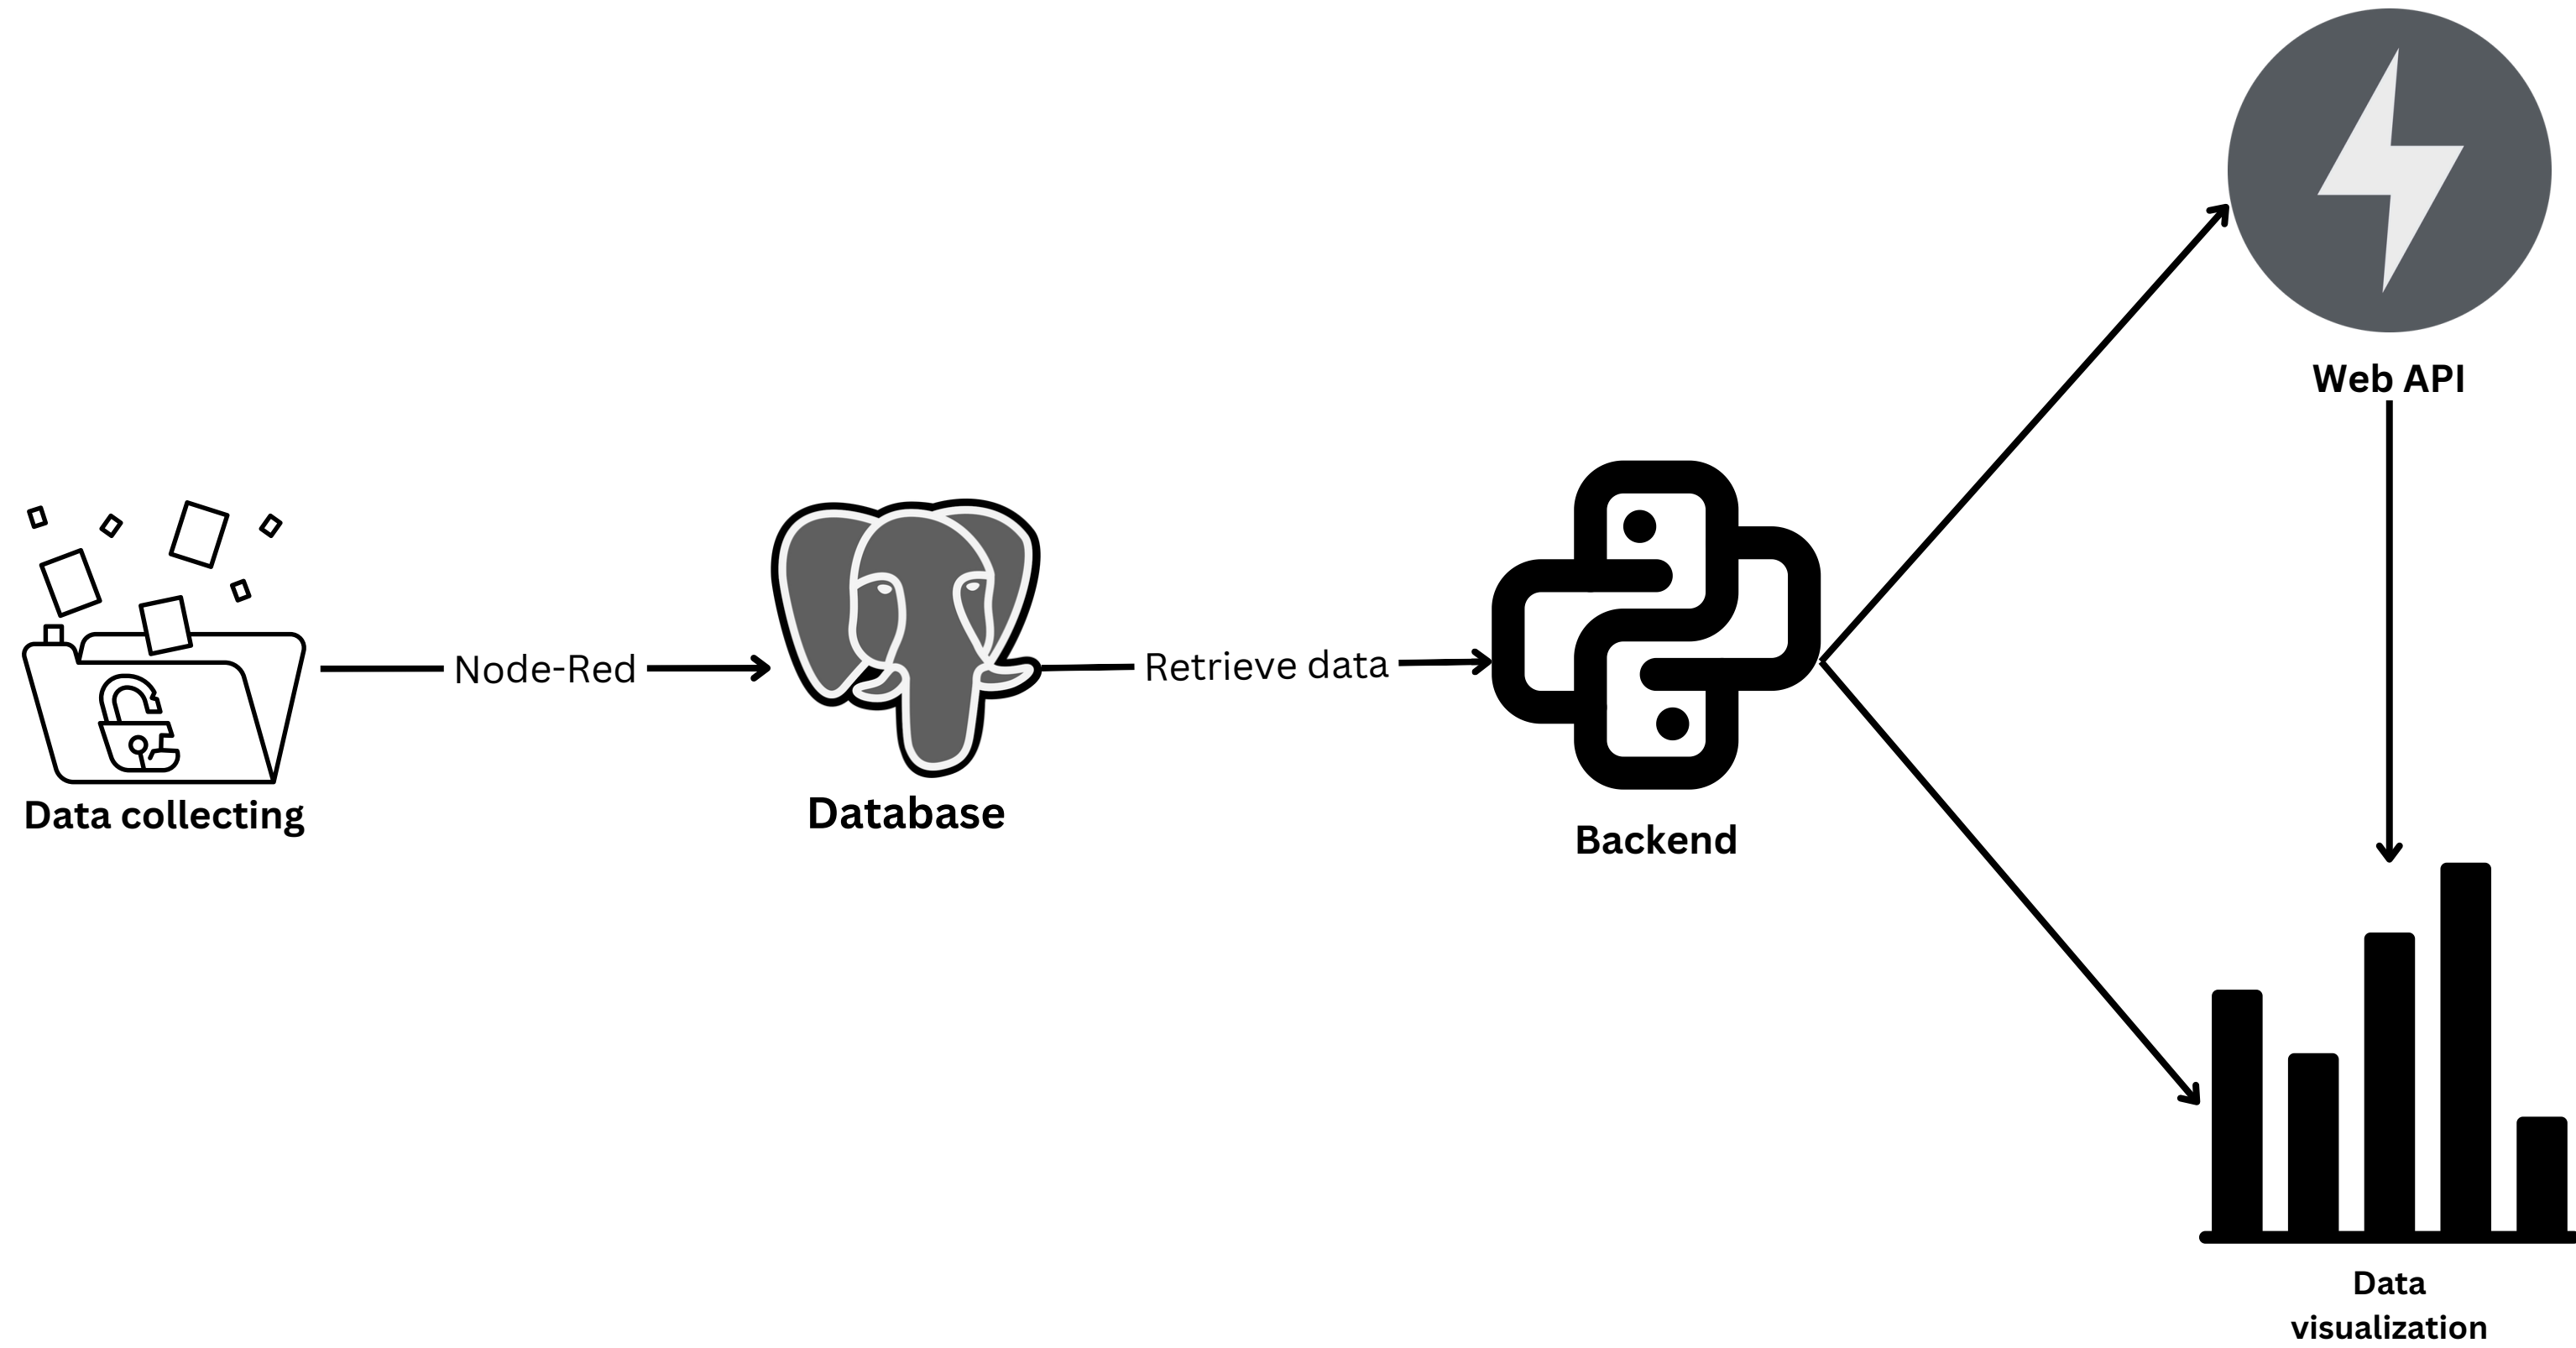 Web API
Node-Red
Retrieve data
Data collecting
Database
Backend
Data
visualization